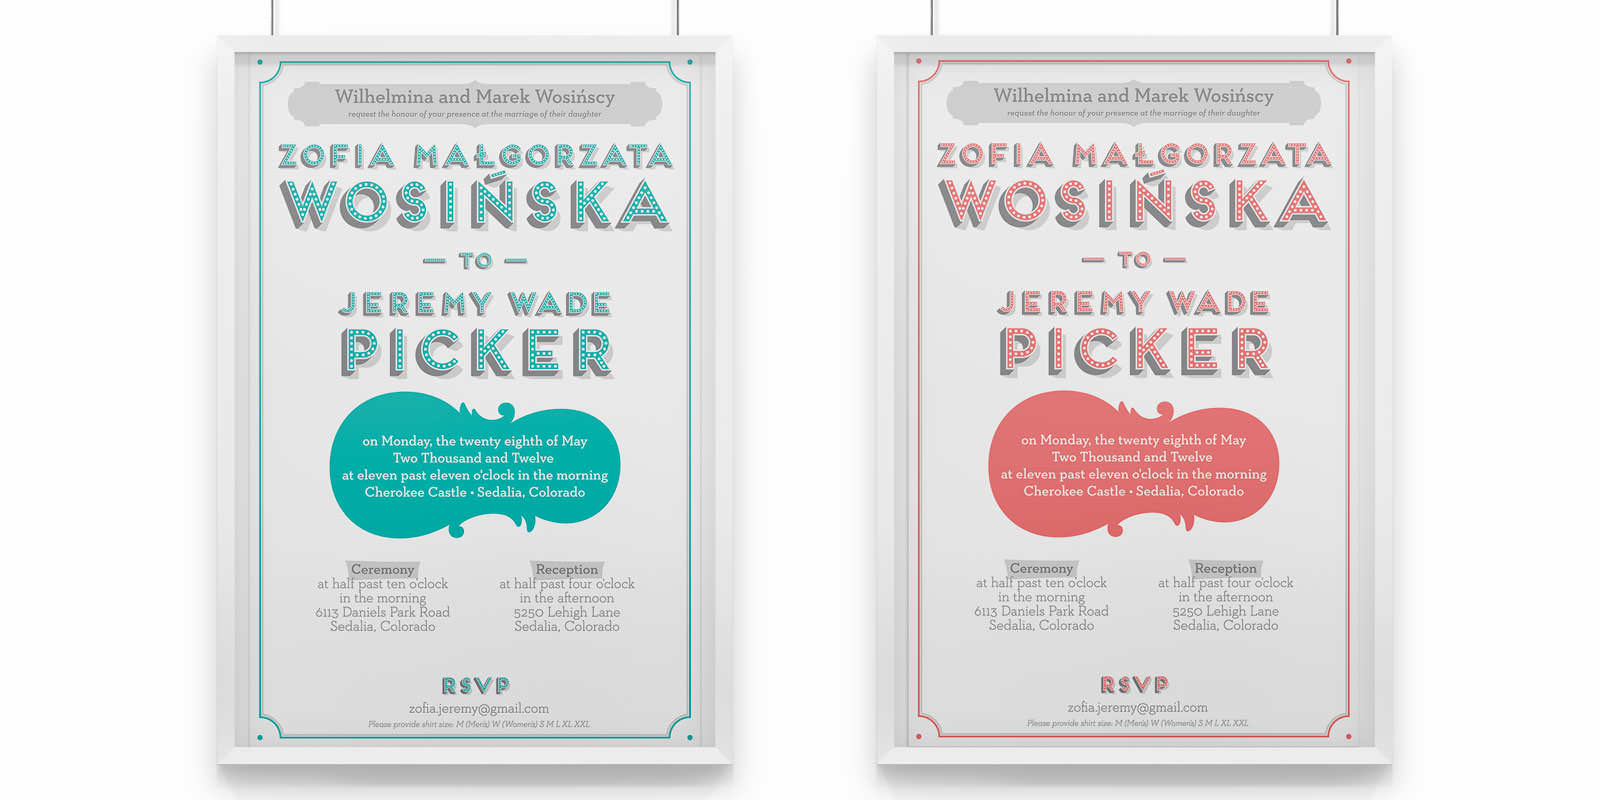 Wilhelmina and Marek Wosińscy
request the honour of your presence at the marriage of their daughter
ZOFIA MAŁGORZATA
WOSIŃSKA
— TO —
JEREMY WADE
PICKER
on Monday, the twenty eighth of May
Two Thousand and Twelve
at eleven past eleven o'clock in the morning
Cherokee Castle • Sedalia, Colorado
Ceremony
at half past ten o'clock
in the morning
6113 Daniels Park Road
Sedalia, Colorado
Reception
at half past four o'clock
in the afternoon
5250 Lehigh Lane
Sedalia, Colorado
RSVP
zofia.jeremy@gmail.com
Please provide shirt size: M (Men's) W (Women's) S M L XL XXL
Wilhelmina and Marek Wosińscy
request the honour of your presence at the marriage of their daughter
ZOFIA MAŁGORZATA
WOSIŃSKA
— TO —
JEREMY WADE
PICKER
on Monday, the twenty eighth of May
Two Thousand and Twelve
at eleven past eleven o'clock in the morning
Cherokee Castle • Sedalia, Colorado
Ceremony
at half past ten o'clock
in the morning
6113 Daniels Park Road
Sedalia, Colorado
Reception
at half past four o'clock
in the afternoon
5250 Lehigh Lane
Sedalia, Colorado
RSVP
zofia.jeremy@gmail.com
Please provide shirt size: M (Men's) W (Women's) S M L XL XXL